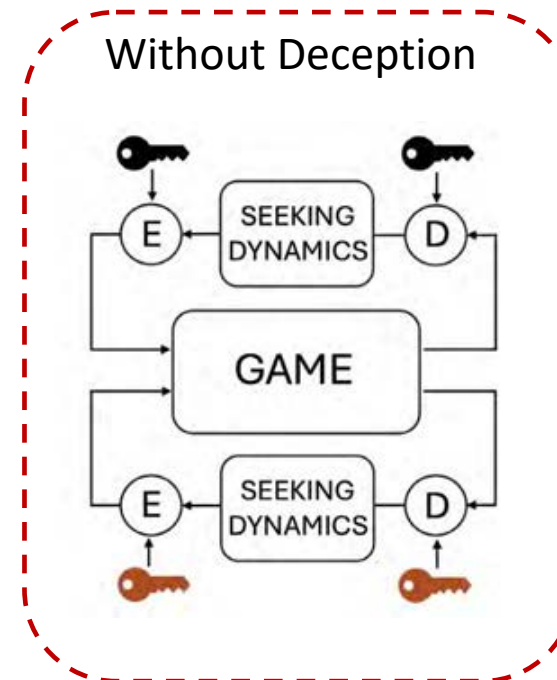 Without Deception
E
SEEKING
DYNAMICS
D
GAME
E
SEEKING
DYNAMICS
D